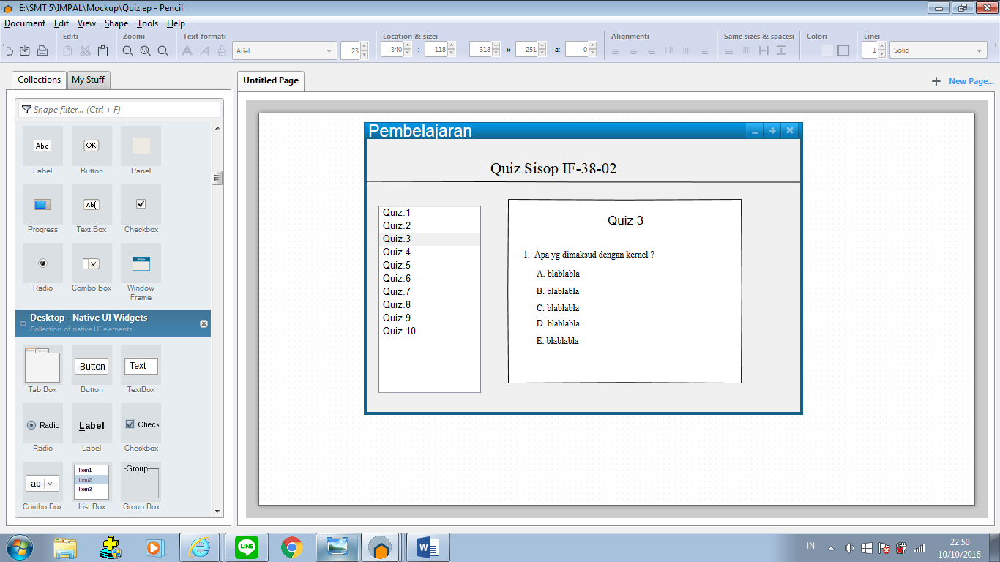 E:\SMT 5\IMPAL\Mockup\Quiz.ep - Pencil
Document Edit View Shape Tools Help
Edit: Zoom: Text format: Location & size: Alignment: Same sizes & spaces: Color: Line:
Arial 23 340 : 118 318 x 251 a: 0 1 Solid
Collections My Stuff
Untitled Page
New Page...
Shape filter... (Ctrl + F)
Abc OK
Label Button Panel
Ab
Progress Text Box Checkbox
Radio Combo Box Window Frame
Desktop - Native UI Widgets
Collection of native UI elements
Button Text
Tab Box Button TextBox
Radio Label Check
Radio Label Checkbox
ab Item1 Item2 Item3 Group
Combo Box List Box Group Box
Pembelajaran
Quiz Sisop IF-38-02
Quiz.1
Quiz.2
Quiz.3
Quiz.4
Quiz.5
Quiz.6
Quiz.7
Quiz.8
Quiz.9
Quiz.10
Quiz 3
1. Apa yg dimaksud dengan kernel ?
A. blablabla
B. blablabla
C. blablabla
D. blablabla
E. blablabla
LINE
IN
22:50
10/10/2016